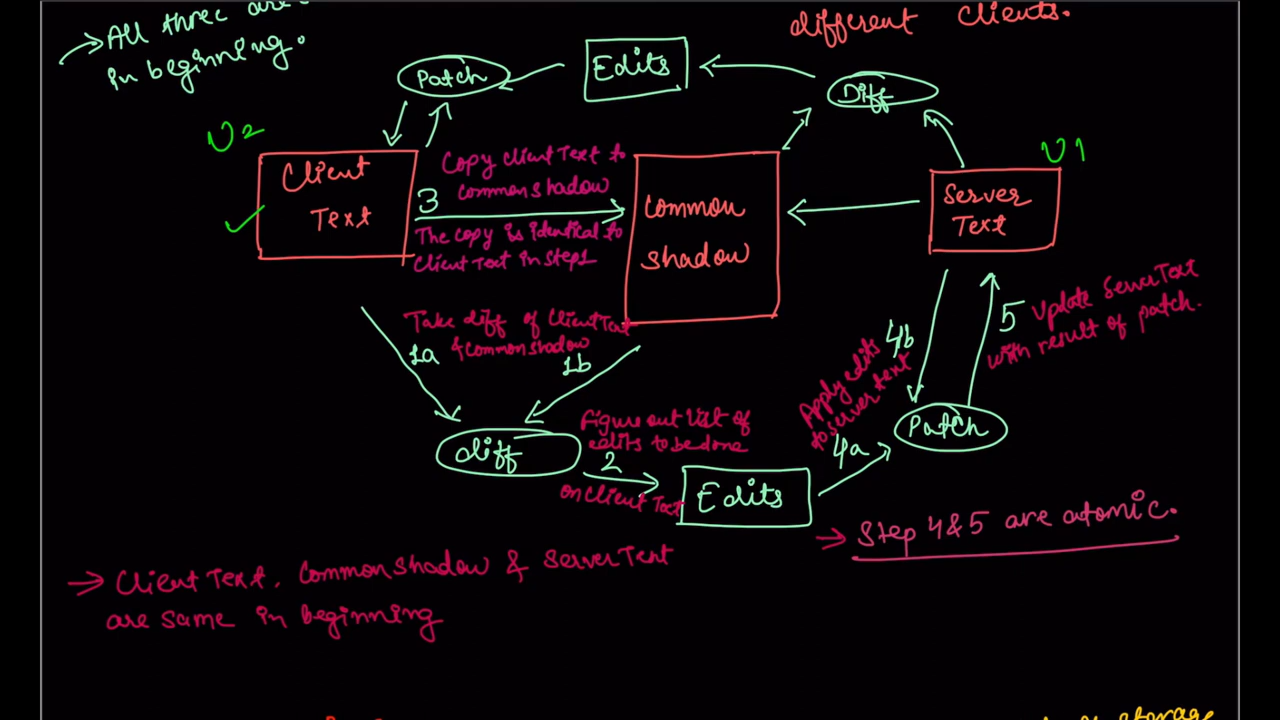 All three are
in beginning.
different clients.
Patch
Edits
Diff
V2
V1
Client
Text
3
Copy client Text to
common shadow
The copy is identical to
Client Text in Step1
Common
shadow
Server
Text
Take diff of Client Text
& Common shadow
1a
1b
diff
Figure out list of
edits to be done
2
on Client Text
Edits
Apply edits
to server text
4a
4b
Patch
5
Update Server Text
with result of patch.
→ Step 4&5 are atomic.
→ Client Text, Common shadow & Server Text
are same in beginning
storage